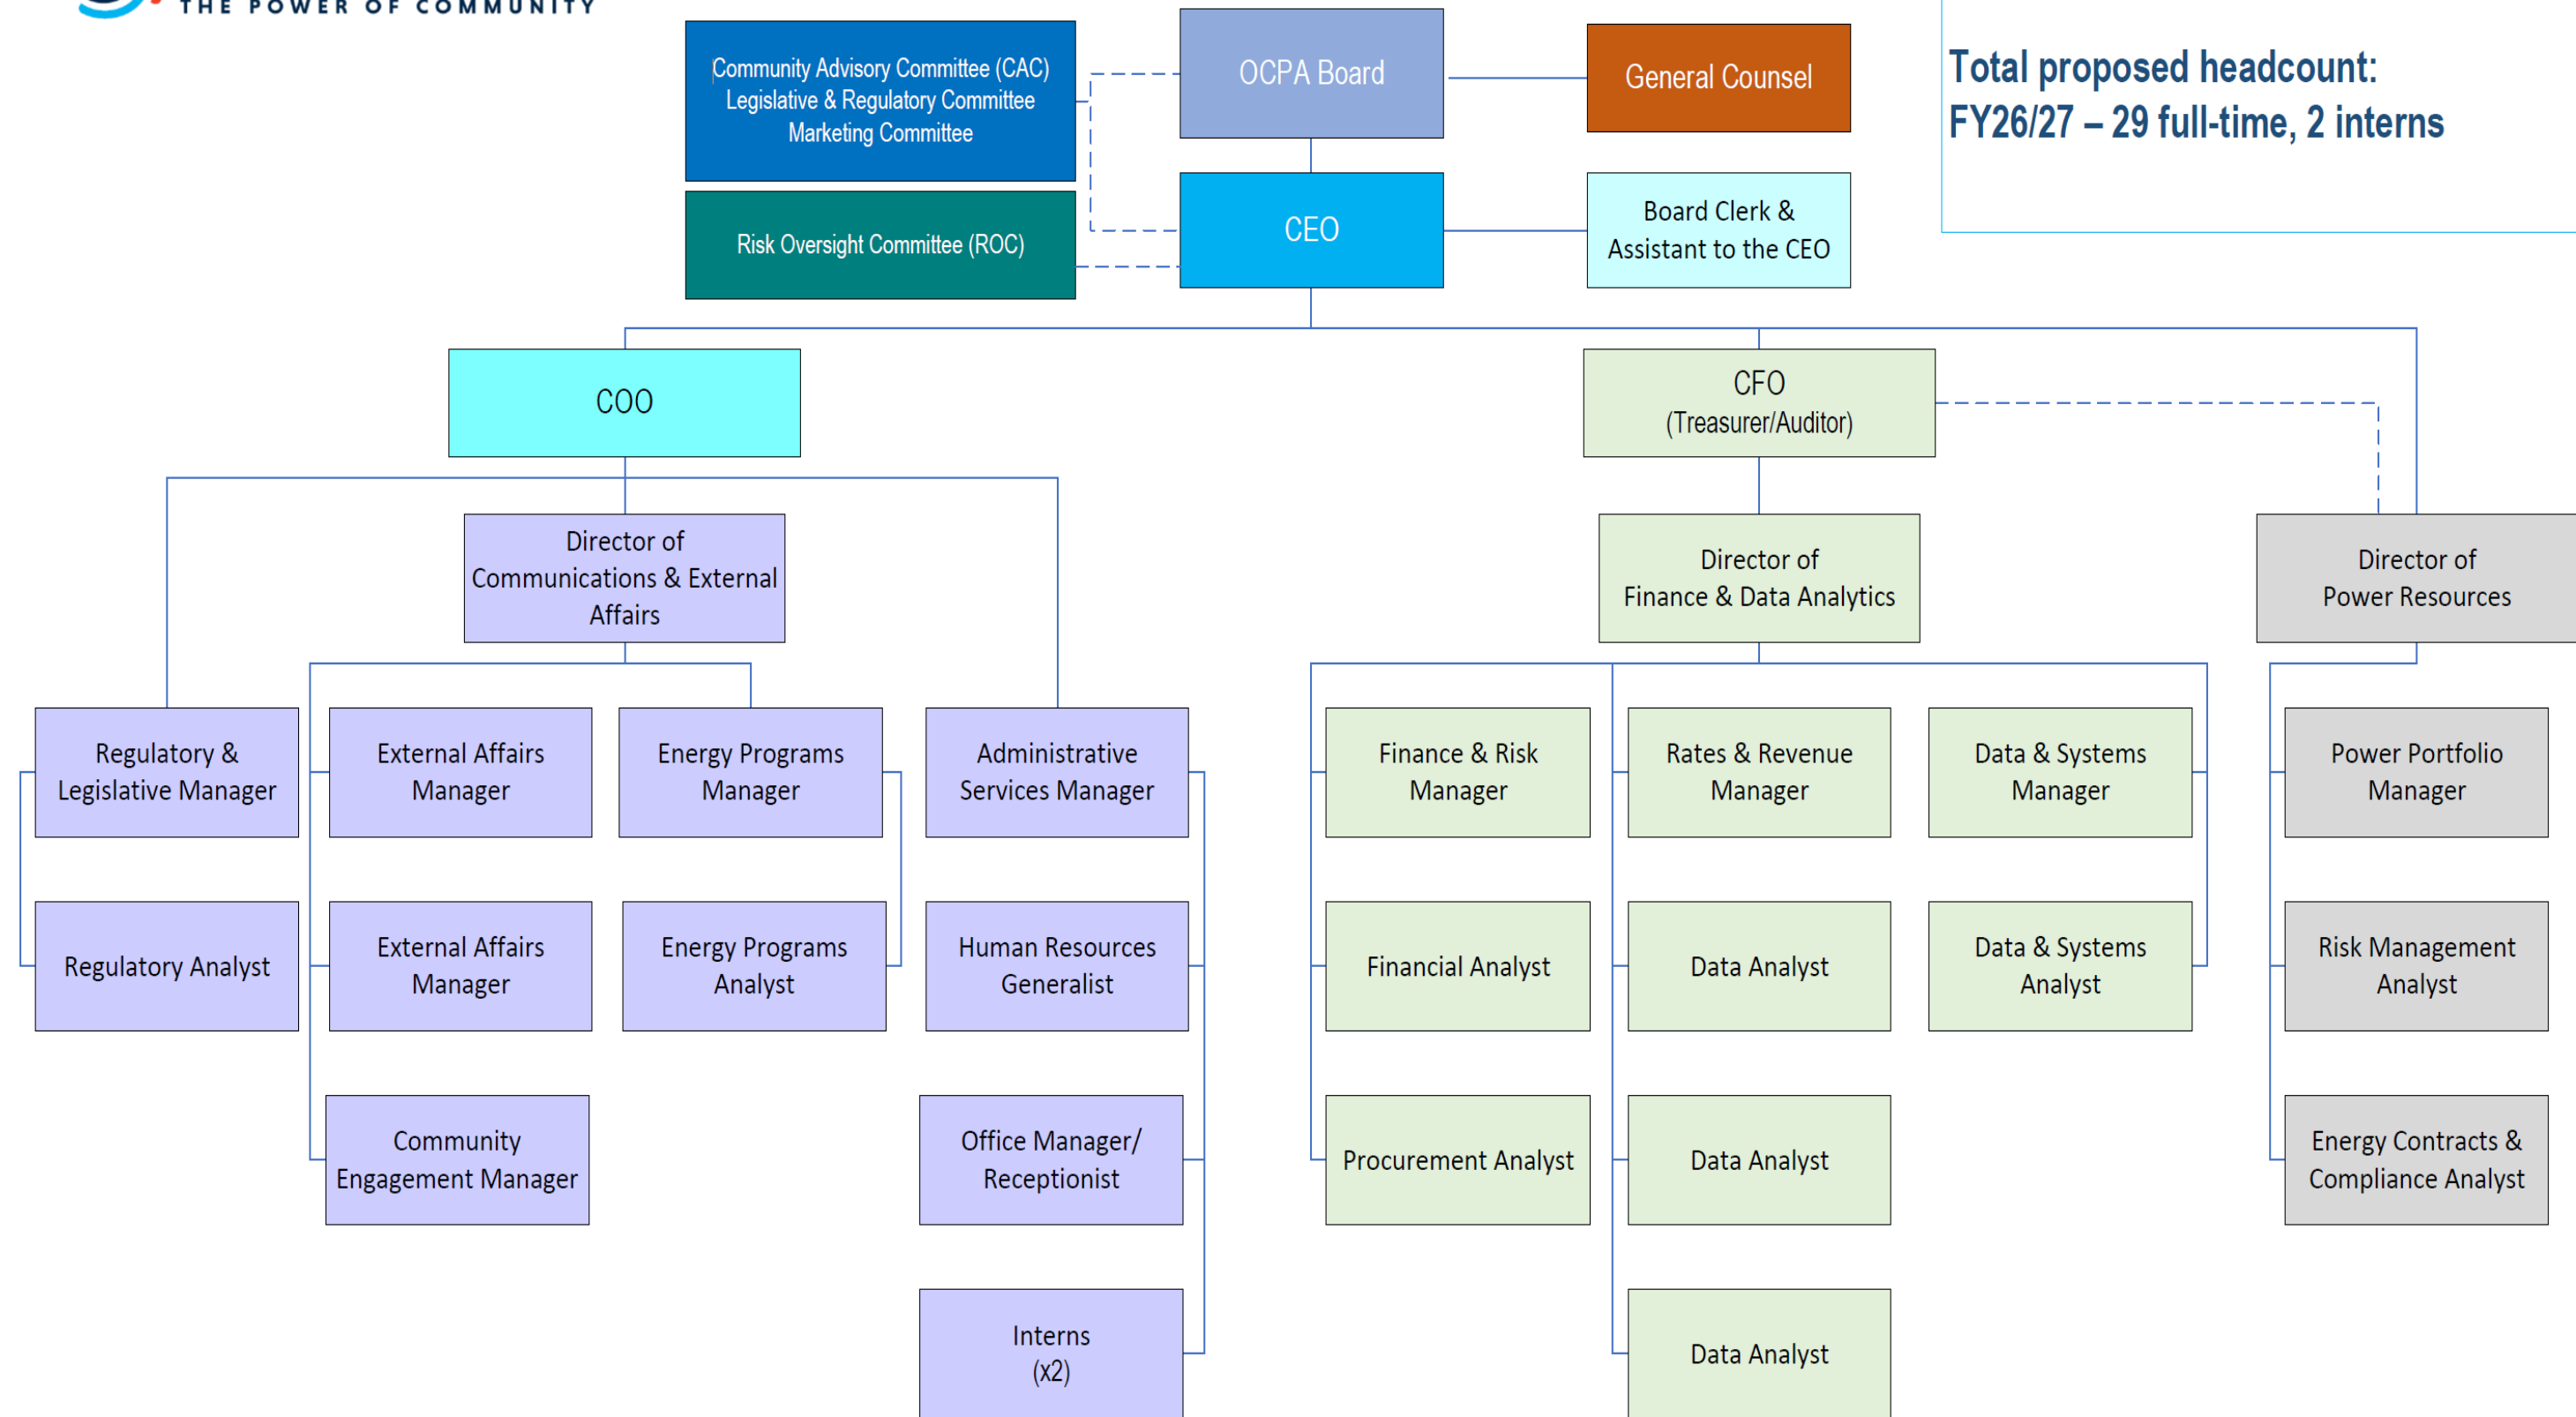 THE POWER OF COMMUNITY
Community Advisory Committee (CAC)
Legislative & Regulatory Committee
Marketing Committee
OCPA Board
General Counsel
Total proposed headcount:
FY26/27 – 29 full-time, 2 interns
Risk Oversight Committee (ROC)
CEO
Board Clerk &
Assistant to the CEO
COO
CFO
(Treasurer/Auditor)
Director of
Communications & External
Affairs
Director of
Finance & Data Analytics
Director of
Power Resources
Regulatory &
Legislative Manager
External Affairs
Manager
Energy Programs
Manager
Administrative
Services Manager
Finance & Risk
Manager
Rates & Revenue
Manager
Data & Systems
Manager
Power Portfolio
Manager
Regulatory Analyst
External Affairs
Manager
Energy Programs
Analyst
Human Resources
Generalist
Financial Analyst
Data Analyst
Data & Systems
Analyst
Risk Management
Analyst
Community
Engagement Manager
Office Manager/
Receptionist
Procurement Analyst
Data Analyst
Energy Contracts &
Compliance Analyst
Interns
(x2)
Data Analyst